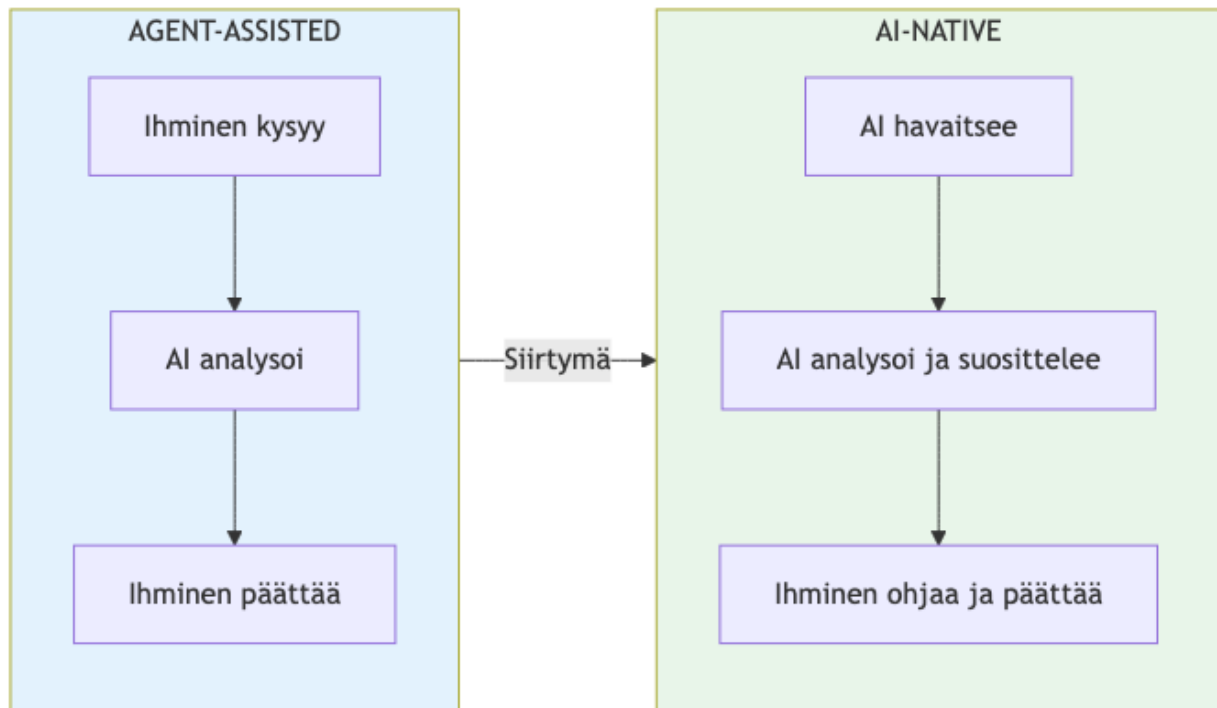 AGENT-ASSISTED
Ihminen kysyy
AI analysoi
Ihminen päättää
Siirtymä
AI-NATIVE
AI havaitsee
AI analysoi ja suosittelee
Ihminen ohjaa ja päättää